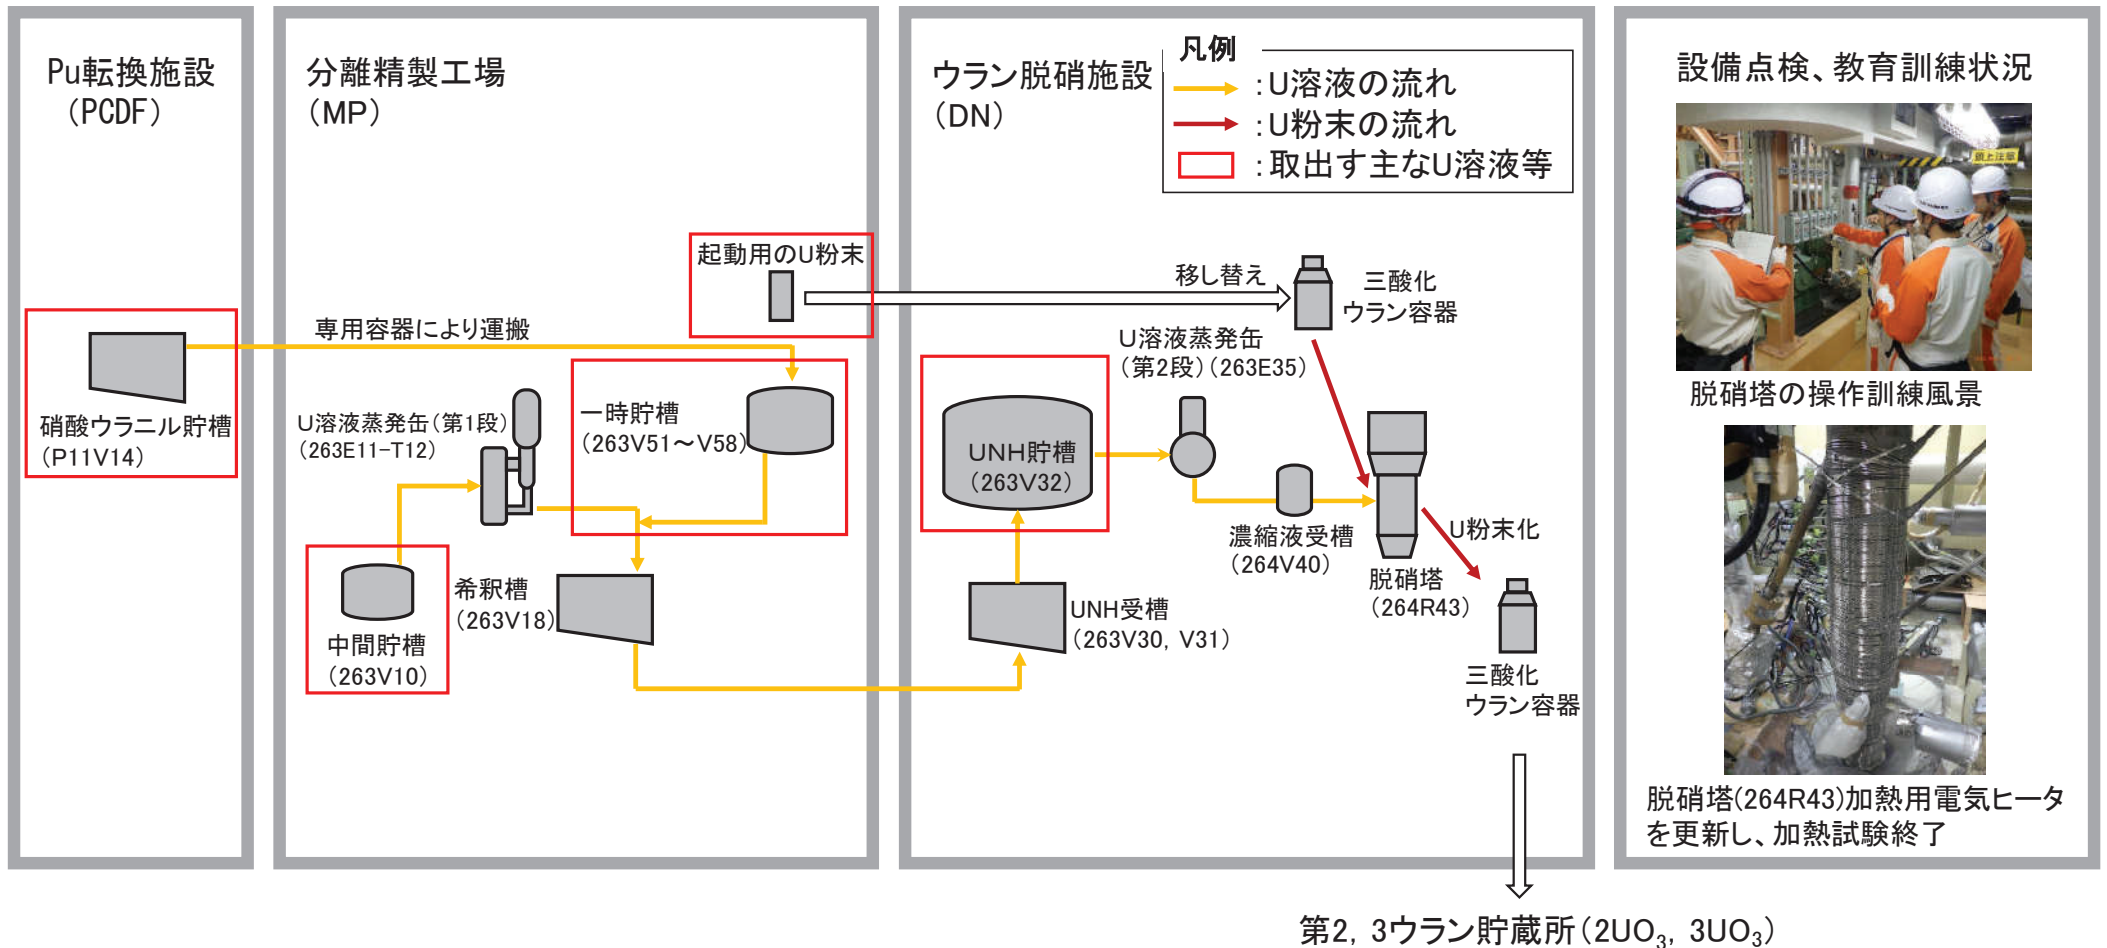 Pu転換施設
（PCDF）
硝酸ウラニル貯槽
（P11V14）
分離精製工場
（MP）
専用容器により運搬
起動用のU粉末
U溶液蒸発缶（第1段）
（263E11-T12）
一時貯槽
（263V51～V58）
中間貯槽
（263V10）
希釈槽
（263V18）
ウラン脱硝施設
（DN）
凡例
：U溶液の流れ
：U粉末の流れ
：取出す主なU溶液等
移し替え
三酸化
ウラン容器
U溶液蒸発缶
（第2段）（263E35）
UNH貯槽
（263V32）
濃縮液受槽
（264V40）
UNH受槽
（263V30, V31）
脱硝塔
（264R43）
U粉末化
三酸化
ウラン容器
第2, 3ウラン貯蔵所（2UO₃, 3UO₃）
設備点検、教育訓練状況
頭上注意
脱硝塔の操作訓練風景
脱硝塔(264R43)加熱用電気ヒータ
を更新し、加熱試験終了